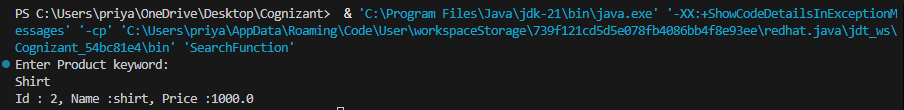 PS C:\Users\priya\OneDrive\Desktop\Cognizant>  & 'C:\Program Files\Java\jdk-21\bin\java.exe' '-XX:+ShowCodeDetailsInExceptionM
essages' '-cp' 'C:\Users\priya\AppData\Roaming\Code\User\workspaceStorage\739f121cd5d5e078fb4086bb4f8e93ee\redhat.java\jdt_ws\
Cognizant_54bc81e4\bin' 'SearchFunction'
Enter Product keyword:
Shirt
Id : 2, Name :shirt, Price :1000.0